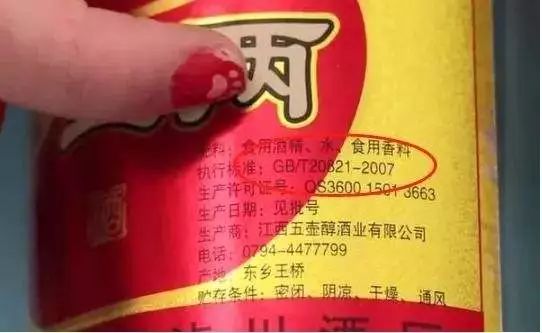 两
原料：食用酒精、水、食用香料
执行标准：GB/T20821-2007
生产许可证号：QS3600 1501 3663
生产日期：见批号
生产商：江西五壶醇酒业有限公司
电话：0794-4477799
产地：东乡王桥
贮存条件：密闭、阴凉、干燥、通风